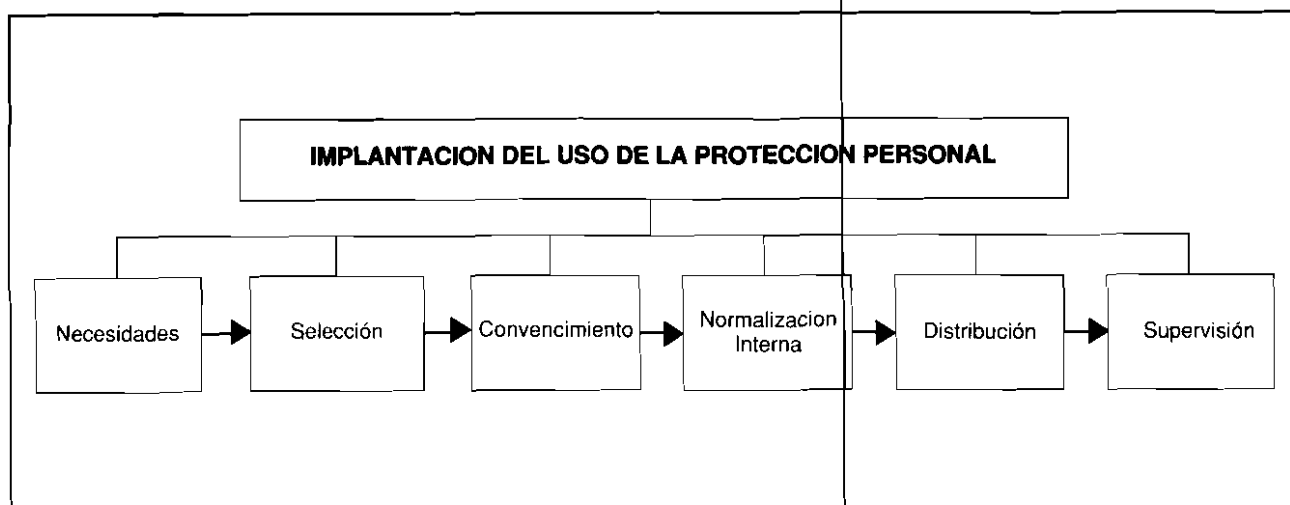 IMPLANTACION DEL USO DE LA PROTECCION PERSONAL
Necesidades
Selección
Convencimiento
Normalizacion
Interna
Distribución
Supervisión